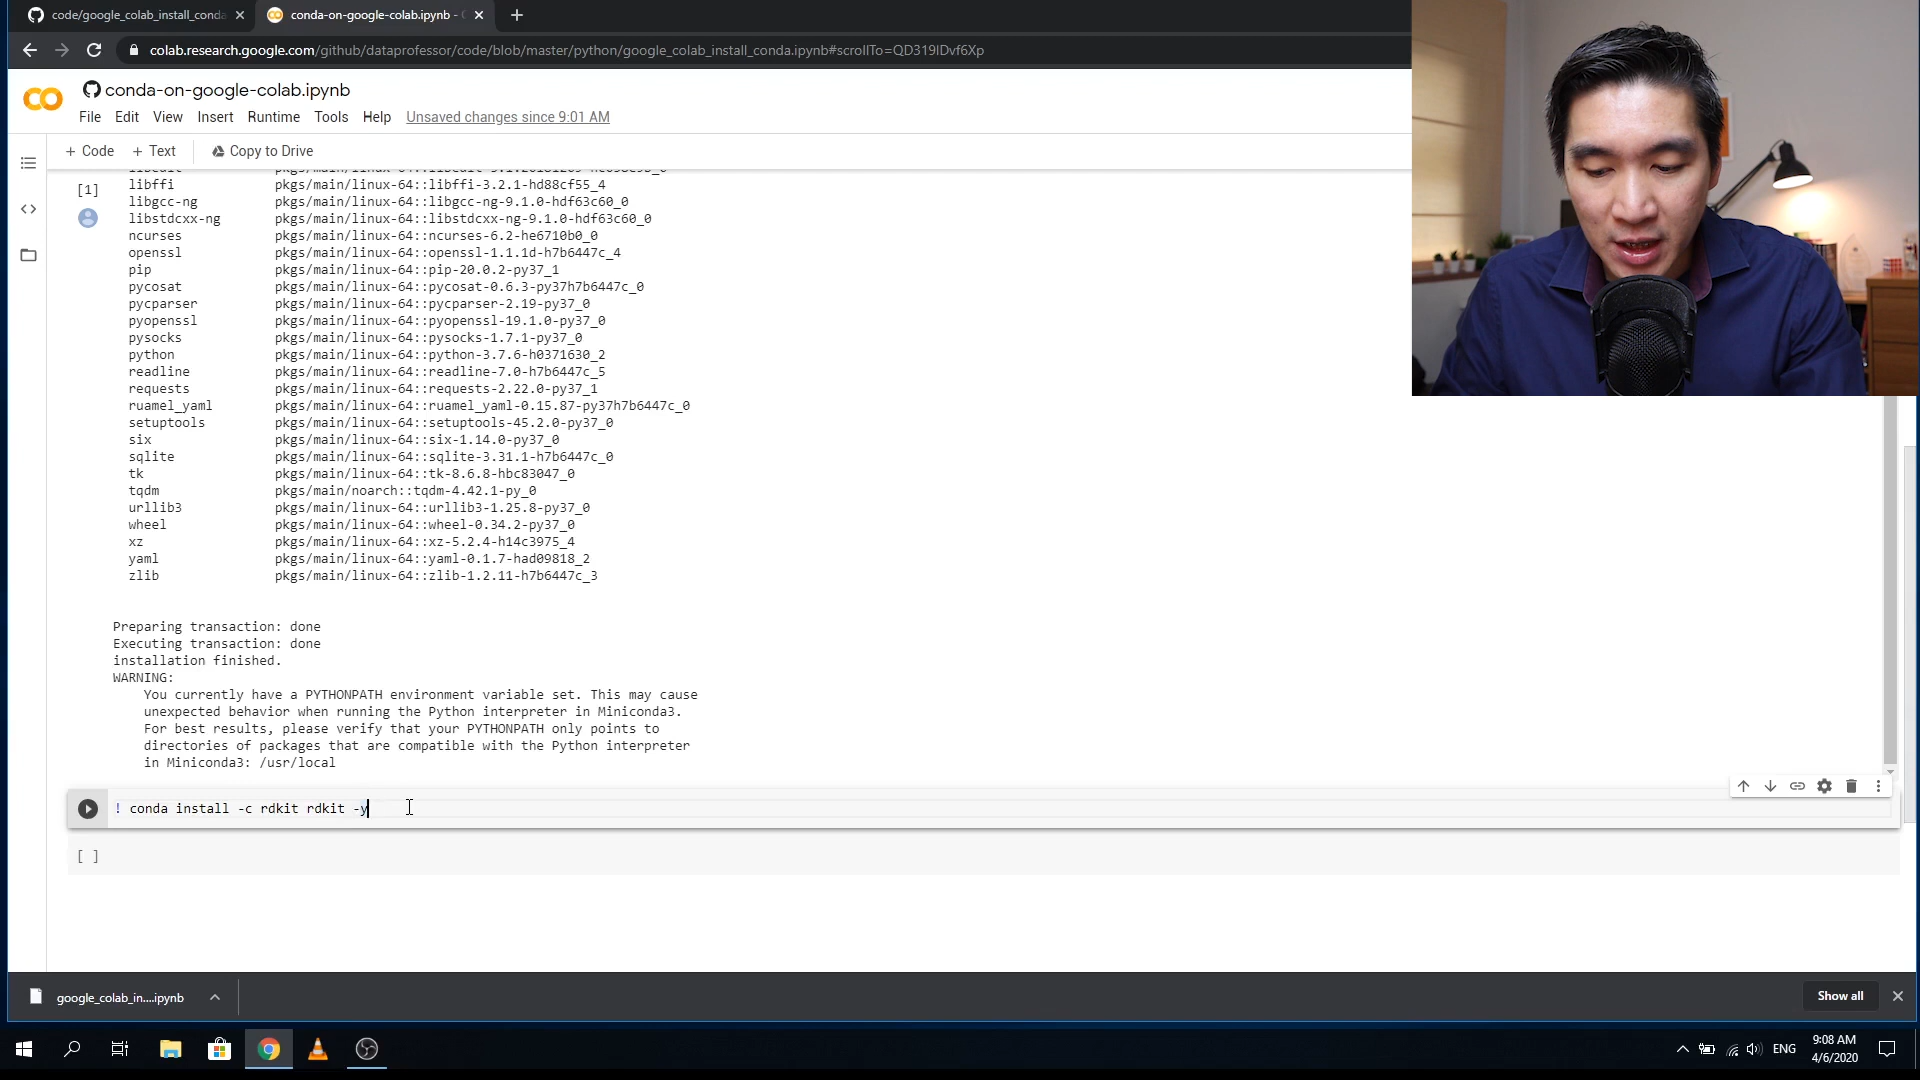 code/google_colab_install_conda
conda-on-google-colab.ipynb -
colab.research.google.com/github/dataprofessor/code/blob/master/python/google_colab_install_conda.ipynb#scrollTo=QD319lDvf6Xp
conda-on-google-colab.ipynb
File Edit View Insert Runtime Tools Help Unsaved changes since 9:01 AM
+ Code + Text Copy to Drive
[1]
libffi pkgs/main/linux-64::libffi-3.2.1-hd88cf55_4
libgcc-ng pkgs/main/linux-64::libgcc-ng-9.1.0-hdf63c60_0
libstdcxx-ng pkgs/main/linux-64::libstdcxx-ng-9.1.0-hdf63c60_0
ncurses pkgs/main/linux-64::ncurses-6.2-he6710b0_0
openssl pkgs/main/linux-64::openssl-1.1.1d-h7b6447c_4
pip pkgs/main/linux-64::pip-20.0.2-py37_1
pycosat pkgs/main/linux-64::pycosat-0.6.3-py37h7b6447c_0
pycparser pkgs/main/linux-64::pycparser-2.19-py37_0
pyopenssl pkgs/main/linux-64::pyopenssl-19.1.0-py37_0
pysocks pkgs/main/linux-64::pysocks-1.7.1-py37_0
python pkgs/main/linux-64::python-3.7.6-h0371630_2
readline pkgs/main/linux-64::readline-7.0-h7b6447c_5
requests pkgs/main/linux-64::requests-2.22.0-py37_1
ruamel_yaml pkgs/main/linux-64::ruamel_yaml-0.15.87-py37h7b6447c_0
setuptools pkgs/main/linux-64::setuptools-45.2.0-py37_0
six pkgs/main/linux-64::six-1.14.0-py37_0
sqlite pkgs/main/linux-64::sqlite-3.31.1-h7b6447c_0
tk pkgs/main/linux-64::tk-8.6.8-hbc83047_0
tqdm pkgs/main/noarch::tqdm-4.42.1-py_0
urllib3 pkgs/main/linux-64::urllib3-1.25.8-py37_0
wheel pkgs/main/linux-64::wheel-0.34.2-py37_0
xz pkgs/main/linux-64::xz-5.2.4-h14c3975_4
yaml pkgs/main/linux-64::yaml-0.1.7-had09818_2
zlib pkgs/main/linux-64::zlib-1.2.11-h7b6447c_3
Preparing transaction: done
Executing transaction: done
installation finished.
WARNING:
You currently have a PYTHONPATH environment variable set. This may cause
unexpected behavior when running the Python interpreter in Miniconda3.
For best results, please verify that your PYTHONPATH only points to
directories of packages that are compatible with the Python interpreter
in Miniconda3: /usr/local
! conda install -c rdkit rdkit -y
[ ]
google_colab_in....ipynb
Show all
ENG
9:08 AM
4/6/2020